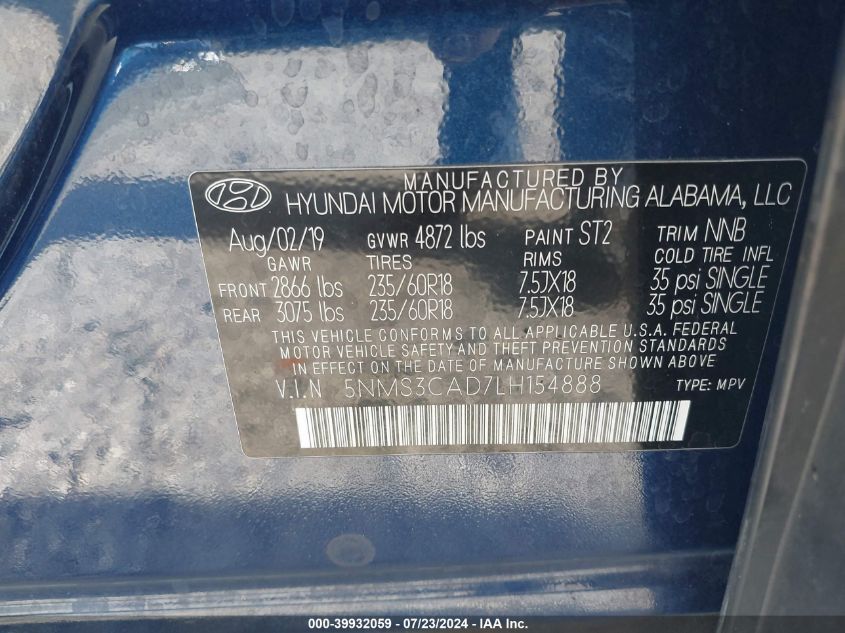 MANUFACTURED BY
HYUNDAI MOTOR MANUFACTURING ALABAMA, LLC
Aug/02/19 GVWR 4872 lbs PAINT ST2 TRIM NNB
GAWR TIRES RIMS COLD TIRE INFL
FRONT 2866 lbs 235/60R18 7.5JX18 35 psi SINGLE
REAR 3075 lbs 235/60R18 7.5JX18 35 psi SINGLE
THIS VEHICLE CONFORMS TO ALL APPLICABLE U.S.A. FEDERAL
MOTOR VEHICLE SAFETY AND THEFT PREVENTION STANDARDS
IN EFFECT ON THE DATE OF MANUFACTURE SHOWN ABOVE
V.I.N 5NMS3CAD7LH154888 TYPE: MPV
000-39932059 - 07/23/2024 - IAA Inc.